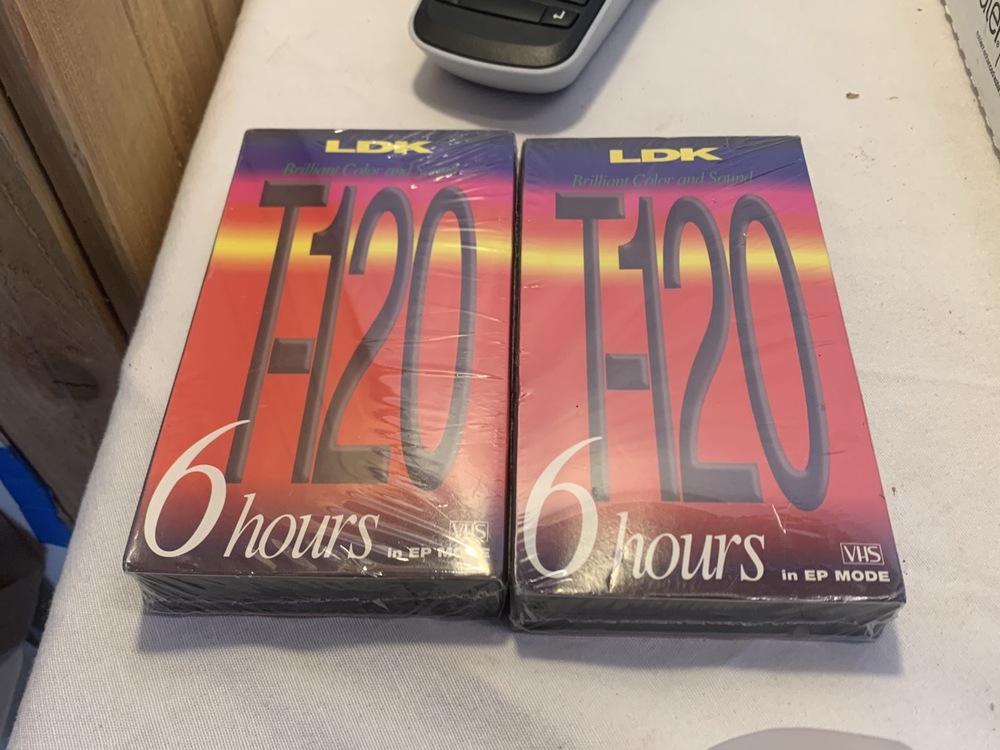 LDK
Brilliant Color and Sound
T-120
6 hours
VHS
in EP MODE
LDK
Brilliant Color and Sound
T-120
6 hours
VHS
in EP MODE